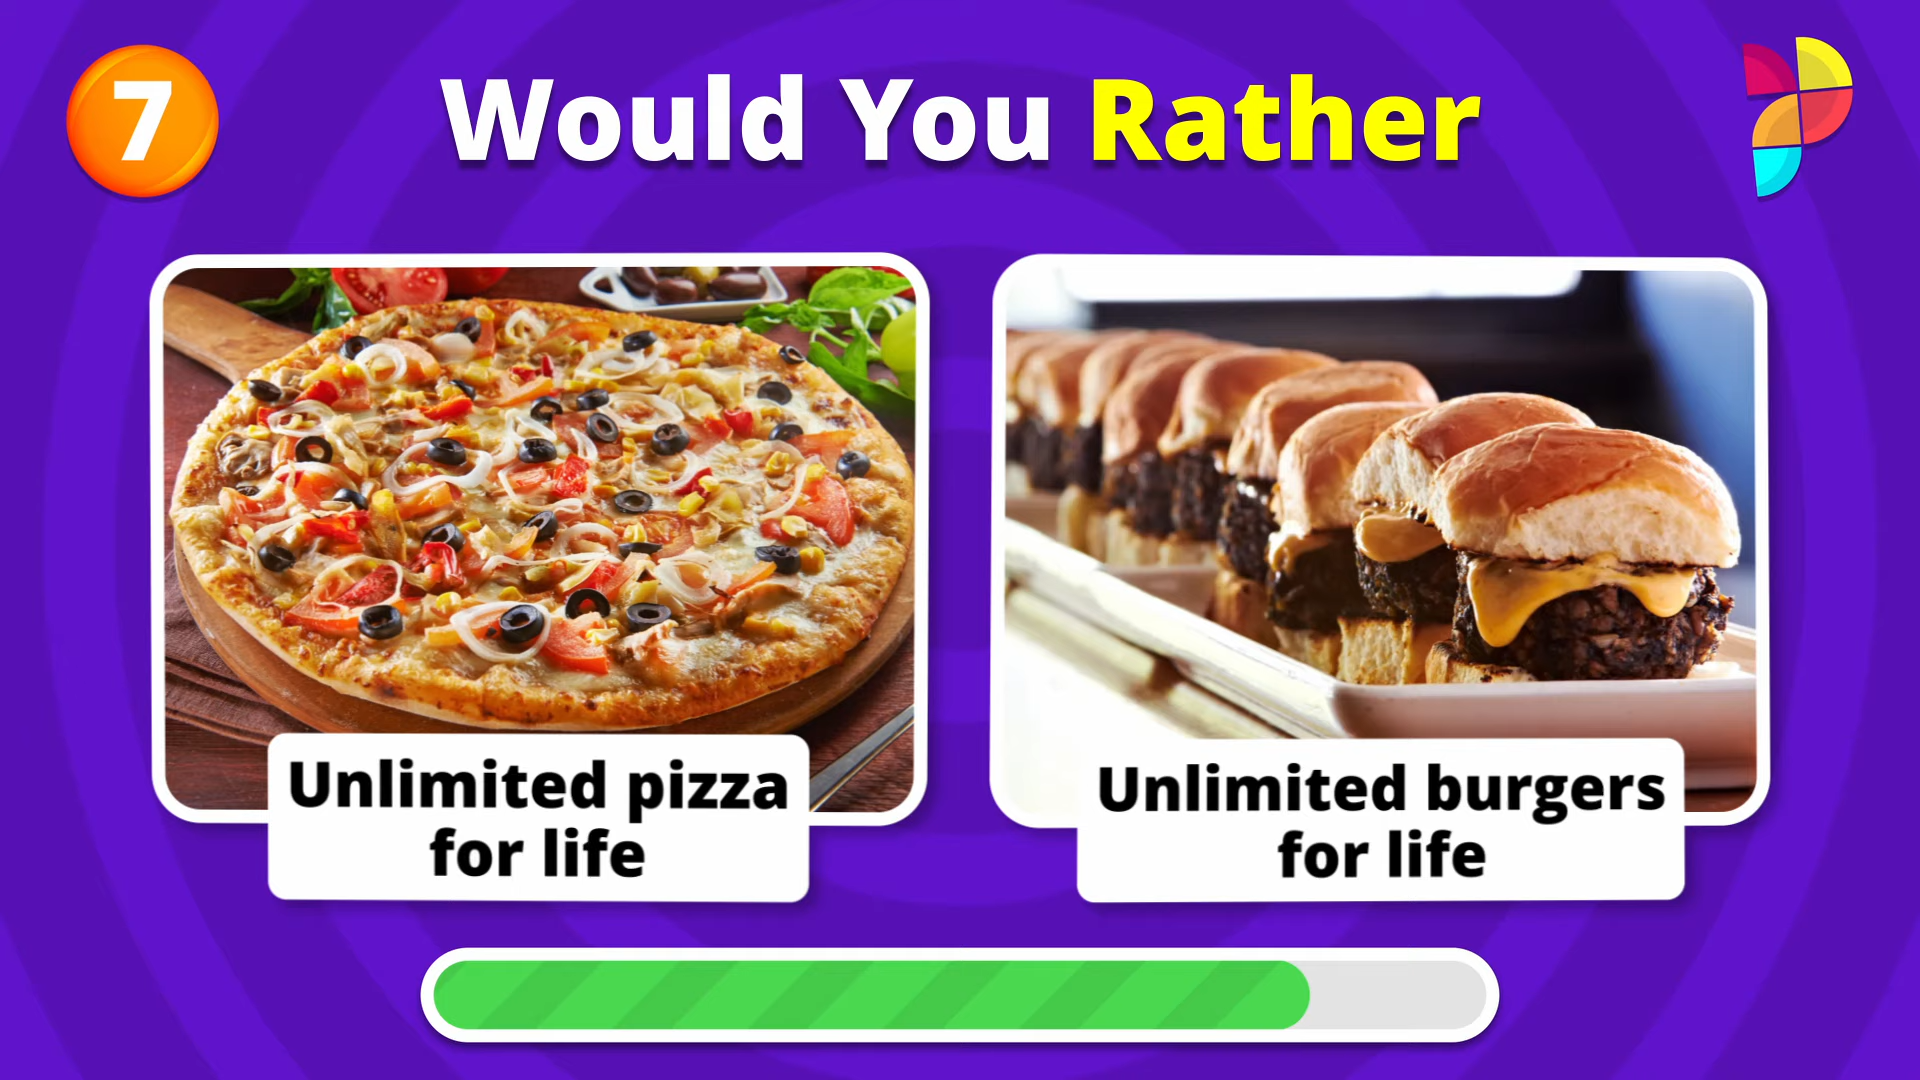 7
Would You Rather
Unlimited pizza
for life
Unlimited burgers
for life